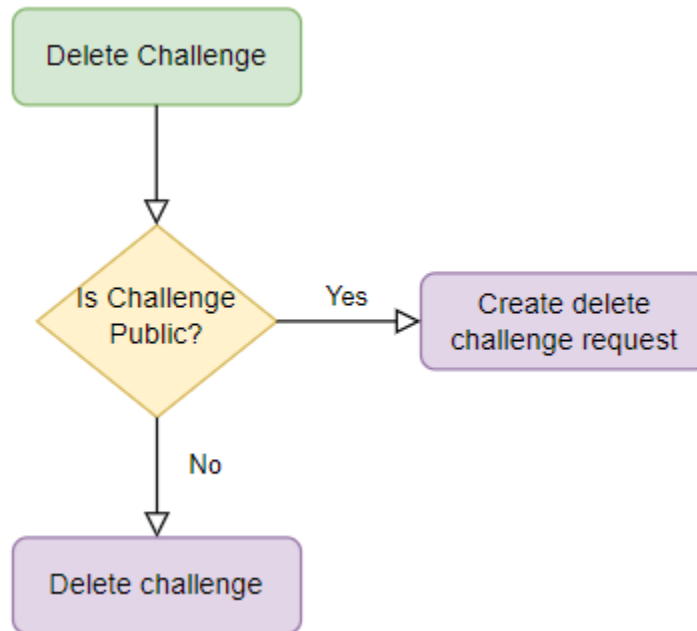 Delete Challenge
Is Challenge
Public?
Yes
Create delete
challenge request
No
Delete challenge